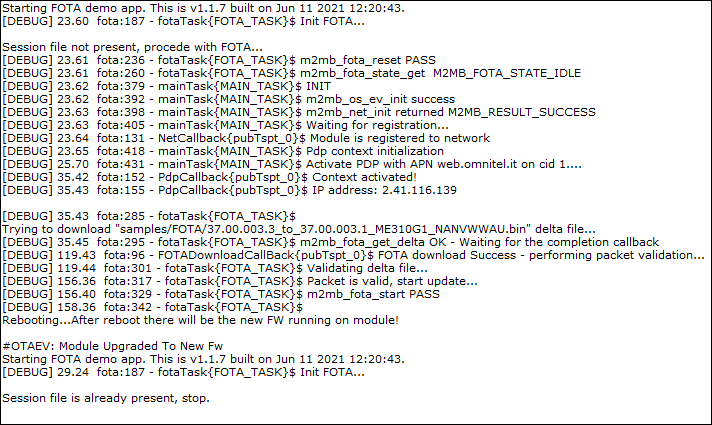 Starting FOTA demo app. This is v1.1.7 built on Jun 11 2021 12:20:43.
[DEBUG] 23.60  fota:187 - fotaTask{FOTA_TASK}$ Init FOTA...
Session file not present, procede with FOTA...
[DEBUG] 23.61  fota:236 - fotaTask{FOTA_TASK}$ m2mb_fota_reset PASS
[DEBUG] 23.61  fota:260 - fotaTask{FOTA_TASK}$ m2mb_fota_state_get  M2MB_FOTA_STATE_IDLE
[DEBUG] 23.62  fota:379 - mainTask{MAIN_TASK}$ INIT
[DEBUG] 23.62  fota:392 - mainTask{MAIN_TASK}$ m2mb_os_ev_init success
[DEBUG] 23.63  fota:398 - mainTask{MAIN_TASK}$ m2mb_net_init returned M2MB_RESULT_SUCCESS
[DEBUG] 23.63  fota:405 - mainTask{MAIN_TASK}$ Waiting for registration...
[DEBUG] 23.64  fota:131 - NetCallback{pubTspt_0}$ Module is registered to network
[DEBUG] 23.65  fota:418 - mainTask{MAIN_TASK}$ Pdp context initialization
[DEBUG] 25.70  fota:431 - mainTask{MAIN_TASK}$ Activate PDP with APN web.omnitel.it on cid 1....
[DEBUG] 35.42  fota:152 - PdpCallback{pubTspt_0}$ Context activated!
[DEBUG] 35.43  fota:155 - PdpCallback{pubTspt_0}$ IP address: 2.41.116.139
[DEBUG] 35.43  fota:285 - fotaTask{FOTA_TASK}$
Trying to download "samples/FOTA/37.00.003.3_to_37.00.003.1_ME310G1_NANVWWAU.bin" delta file...
[DEBUG] 35.45  fota:295 - fotaTask{FOTA_TASK}$ m2mb_fota_get_delta OK - Waiting for the completion callback
[DEBUG] 119.43  fota:96 - FOTADownloadCallBack{pubTspt_0}$ FOTA download Success - performing packet validation...
[DEBUG] 119.44  fota:301 - fotaTask{FOTA_TASK}$ Validating delta file...
[DEBUG] 156.36  fota:317 - fotaTask{FOTA_TASK}$ Packet is valid, start update...
[DEBUG] 156.40  fota:329 - fotaTask{FOTA_TASK}$ m2mb_fota_start PASS
[DEBUG] 158.36  fota:342 - fotaTask{FOTA_TASK}$
Rebooting...After reboot there will be the new FW running on module!
#OTAEV: Module Upgraded To New Fw
Starting FOTA demo app. This is v1.1.7 built on Jun 11 2021 12:20:43.
[DEBUG] 29.24  fota:187 - fotaTask{FOTA_TASK}$ Init FOTA...
Session file is already present, stop.